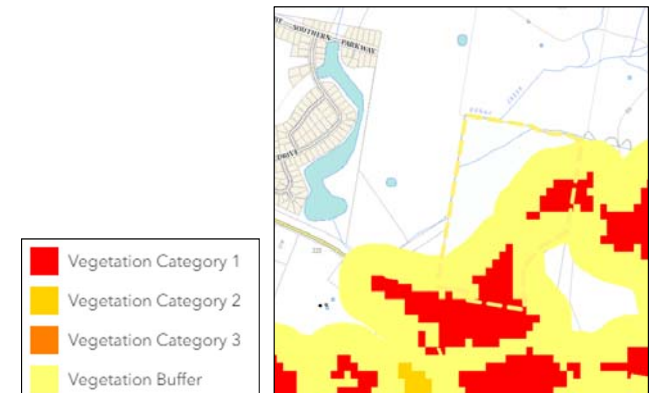 SOUTHERN PARKWAY
DRIVE
Vegetation Category 1
Vegetation Category 2
Vegetation Category 3
Vegetation Buffer